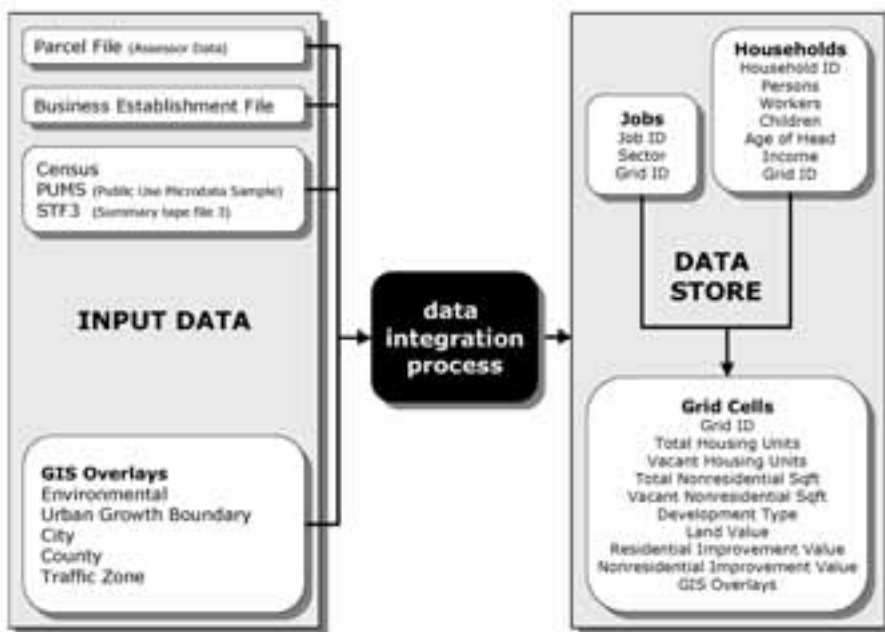 Parcel File (Assessor Data)
Business Establishment File
Census
PUMS (Public Use Microdata Sample)
STF3 (Summary tape file 3)
INPUT DATA
GIS Overlays
Environmental
Urban Growth Boundary
City
County
Traffic Zone
data
integration
process
Jobs
Job ID
Sector
Grid ID
Households
Household ID
Persons
Workers
Children
Age of Head
Income
Grid ID
DATA
STORE
Grid Cells
Grid ID
Total Housing Units
Vacant Housing Units
Total Nonresidential Sqft
Vacant Nonresidential Sqft
Development Type
Land Value
Residential Improvement Value
Nonresidential Improvement Value
GIS Overlays